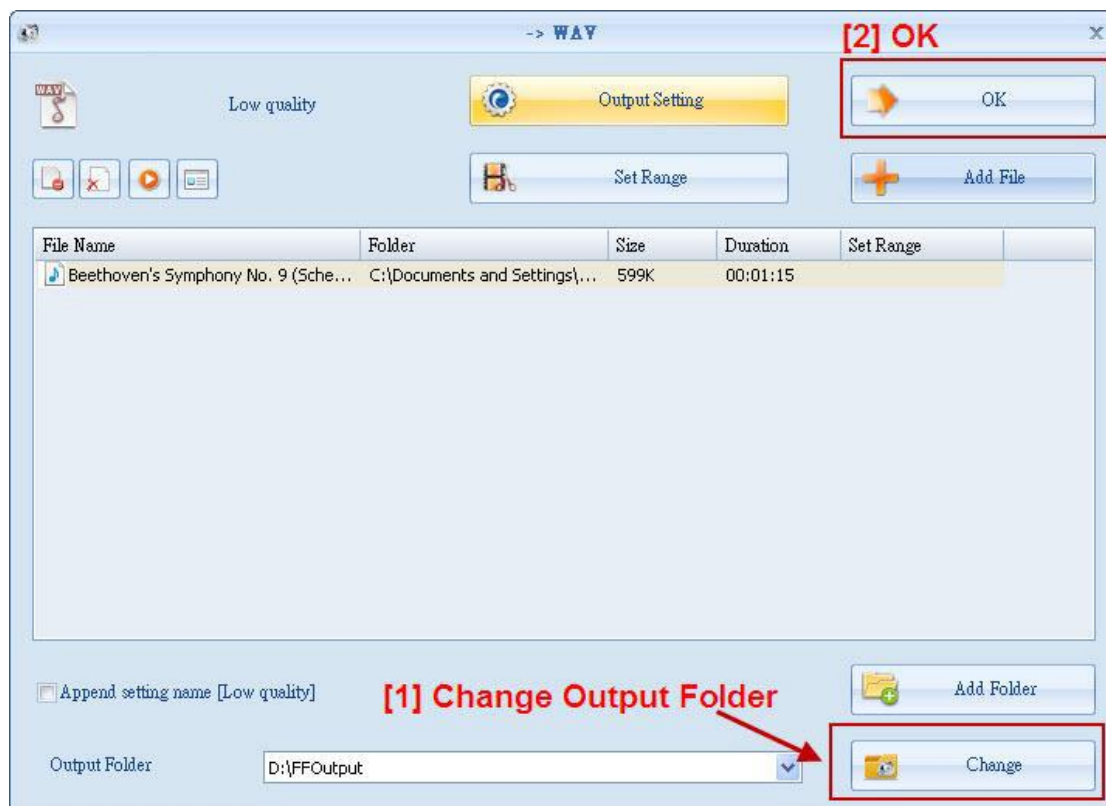 -> WAV
[2] OK
WAV
Low quality
Output Setting
OK
Set Range
Add File
File Name Folder Size Duration Set Range
Beethoven's Symphony No. 9 (Sche... C:\Documents and Settings\... 599K 00:01:15
Append setting name [Low quality]
[1] Change Output Folder
Add Folder
Output Folder
D:\FFOutput
Change